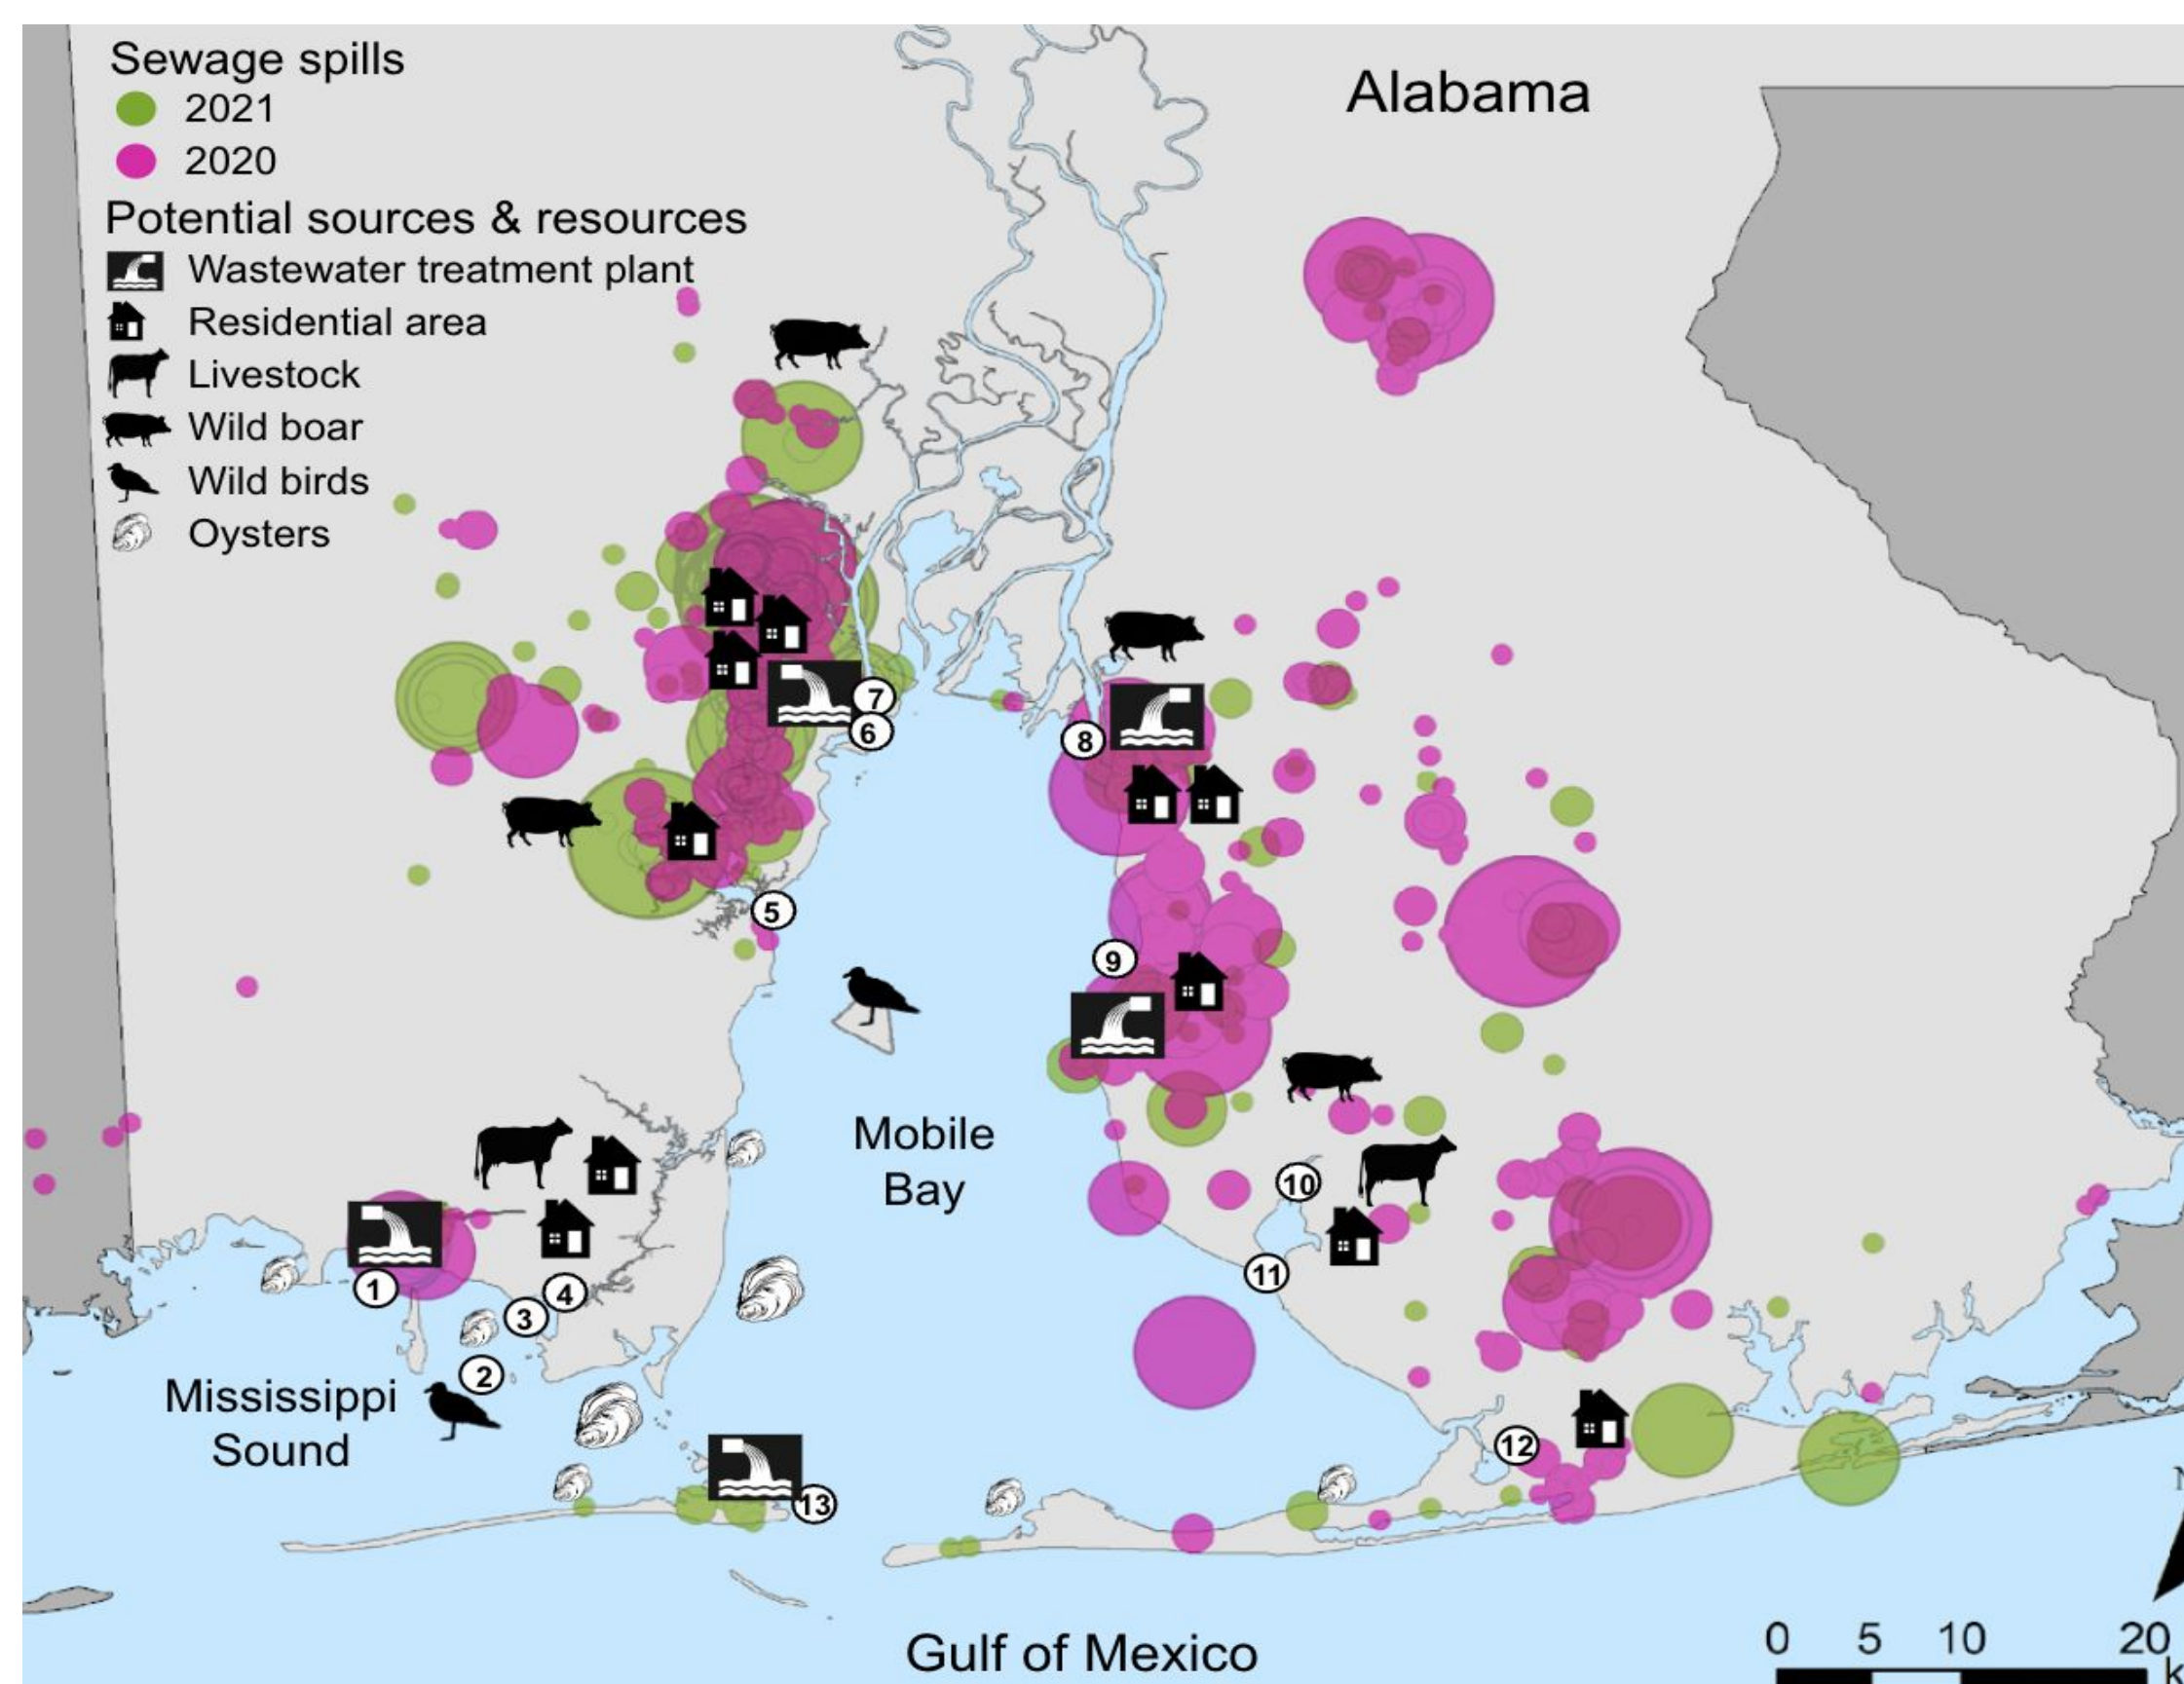 Sewage spills
2021
2020
Potential sources & resources
Wastewater treatment plant
Residential area
Livestock
Wild boar
Wild birds
Oysters
Alabama
7
6
8
5
9
Mobile
Bay
10
11
1
4
3
2
Mississippi
Sound
12
13
Gulf of Mexico
0 5 10 20